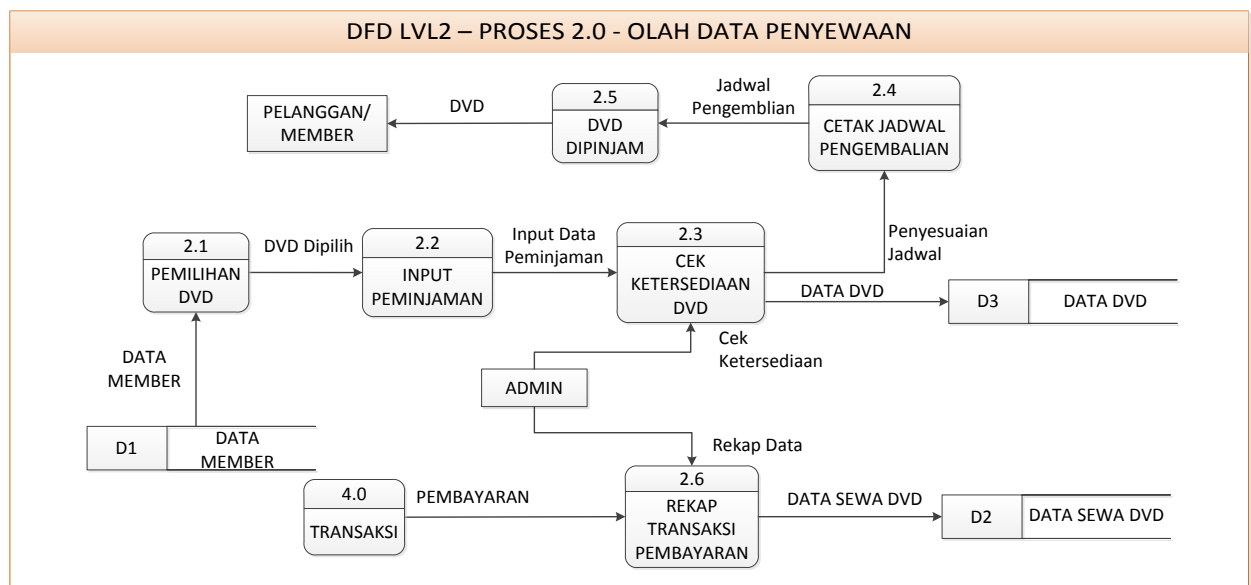 DFD LVL2 – PROSES 2.0 - OLAH DATA PENYEWAAN
PELANGGAN/
MEMBER
DVD
2.5
DVD
DIPINJAM
Jadwal
Pengemblian
2.4
CETAK JADWAL
PENGEMBALIAN
2.1
PEMILIHAN
DVD
DVD Dipilih
2.2
INPUT
PEMINJAMAN
Input Data
Peminjaman
2.3
CEK
KETERSEDIAAN
DVD
Penyesuaian
Jadwal
DATA DVD
D3
DATA DVD
DATA
MEMBER
Cek
Ketersediaan
ADMIN
D1
DATA
MEMBER
Rekap Data
4.0
TRANSAKSI
PEMBAYARAN
2.6
REKAP
TRANSAKSI
PEMBAYARAN
DATA SEWA DVD
D2
DATA SEWA DVD